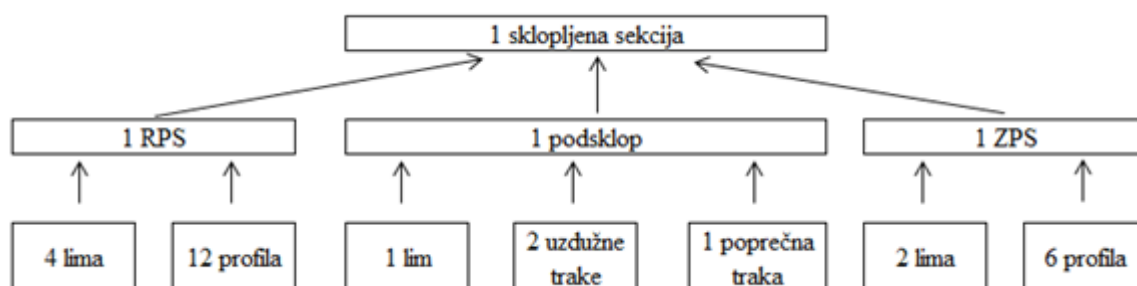 1 sklopljena sekcija
1 RPS
1 podsklop
1 ZPS
4 lima
12 profila
1 lim
2 uzdužne
trake
1 poprečna
traka
2 lima
6 profila